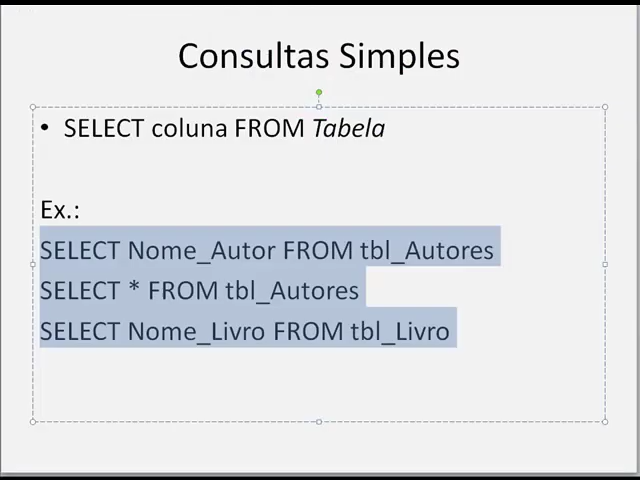 Consultas Simples
• SELECT coluna FROM Tabela
Ex.:
SELECT Nome_Autor FROM tbl_Autores
SELECT * FROM tbl_Autores
SELECT Nome_Livro FROM tbl_Livro